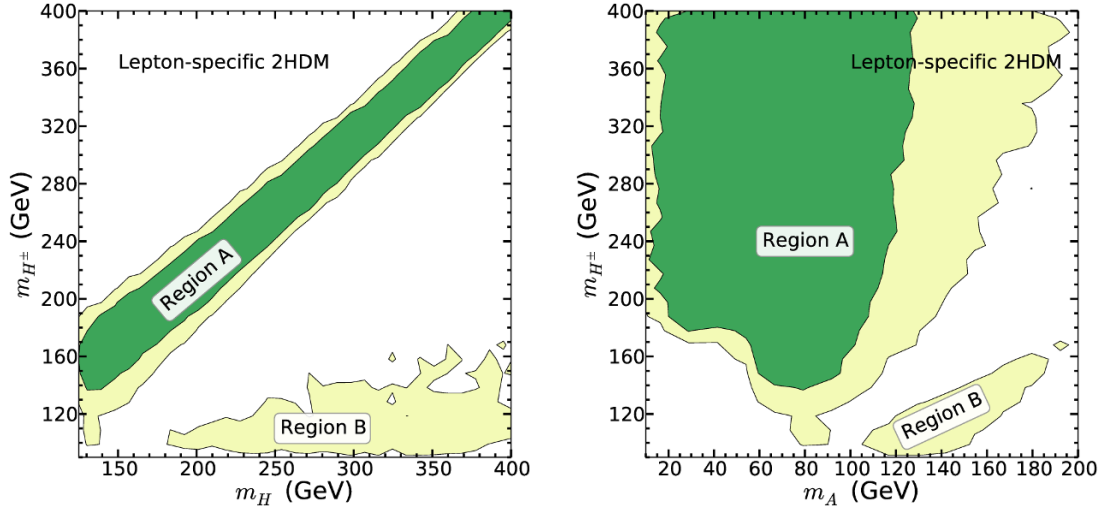 400
360
320
280
240
200
160
120
m_{H^±} (GeV)
Lepton-specific 2HDM
Region A
Region B
150 200 250 300 350 400
m_H (GeV)
400
360
320
280
240
200
160
120
m_{H^±} (GeV)
Lepton-specific 2HDM
Region A
Region B
20 40 60 80 100 120 140 160 180 200
m_A (GeV)